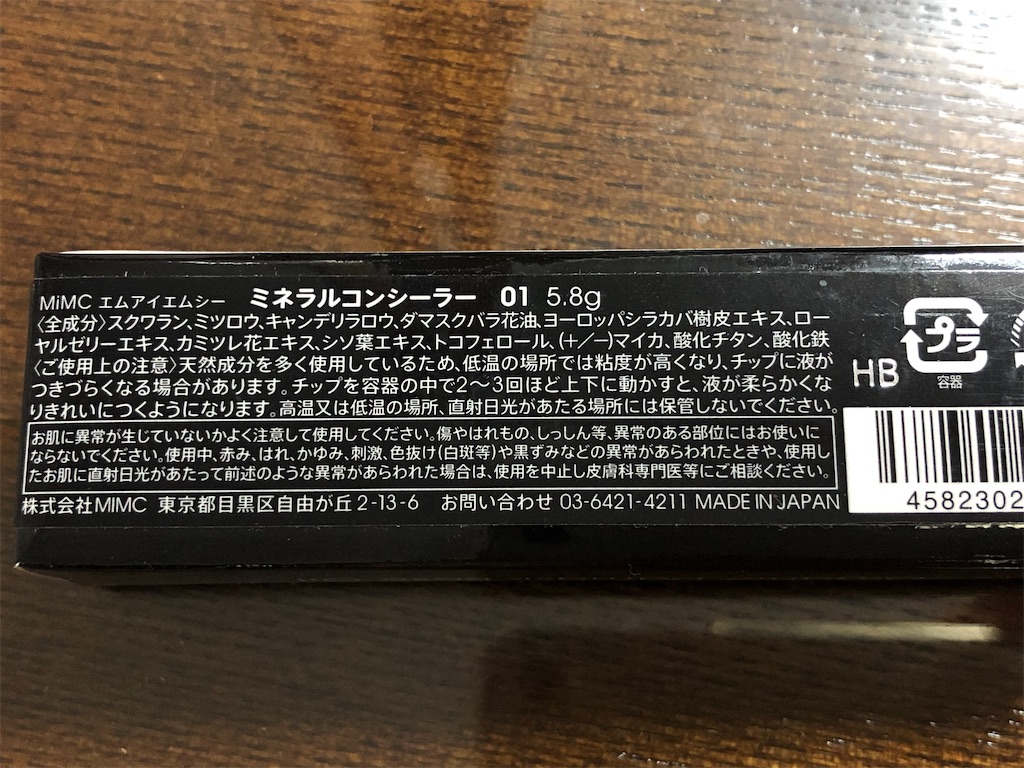 MiMC エムアイエムシー ミネラルコンシーラー 01 5.8g
〈全成分〉スクワラン、ミツロウ、キャンデリラロウ、ダマスクバラ花油、ヨーロッパシラカバ樹皮エキス、ロー
ヤルゼリーエキス、カミツレ花エキス、シソ葉エキス、トコフェロール、(+/−)マイカ、酸化チタン、酸化鉄
〈ご使用上の注意〉天然成分を多く使用しているため、低温の場所では粘度が高くなり、チップに液が
つきづらくなる場合があります。チップを容器の中で2〜3回ほど上下に動かすと、液が柔らかくな
りきれいにつくようになります。高温又は低温の場所、直射日光があたる場所には保管しないでください。
お肌に異常が生じていないかよく注意して使用してください。傷やはれもの、しっしん等、異常のある部位にはお使いに
ならないでください。使用中、赤み、はれ、かゆみ、刺激、色抜け(白斑等)や黒ずみなどの異常があらわれたときや、使用し
たお肌に直射日光があたって前述のような異常があらわれた場合は、使用を中止し皮膚科専門医等にご相談ください。
株式会社MIMC 東京都目黒区自由が丘2-13-6 お問い合わせ 03-6421-4211 MADE IN JAPAN
HB
プラ
容器
4582302